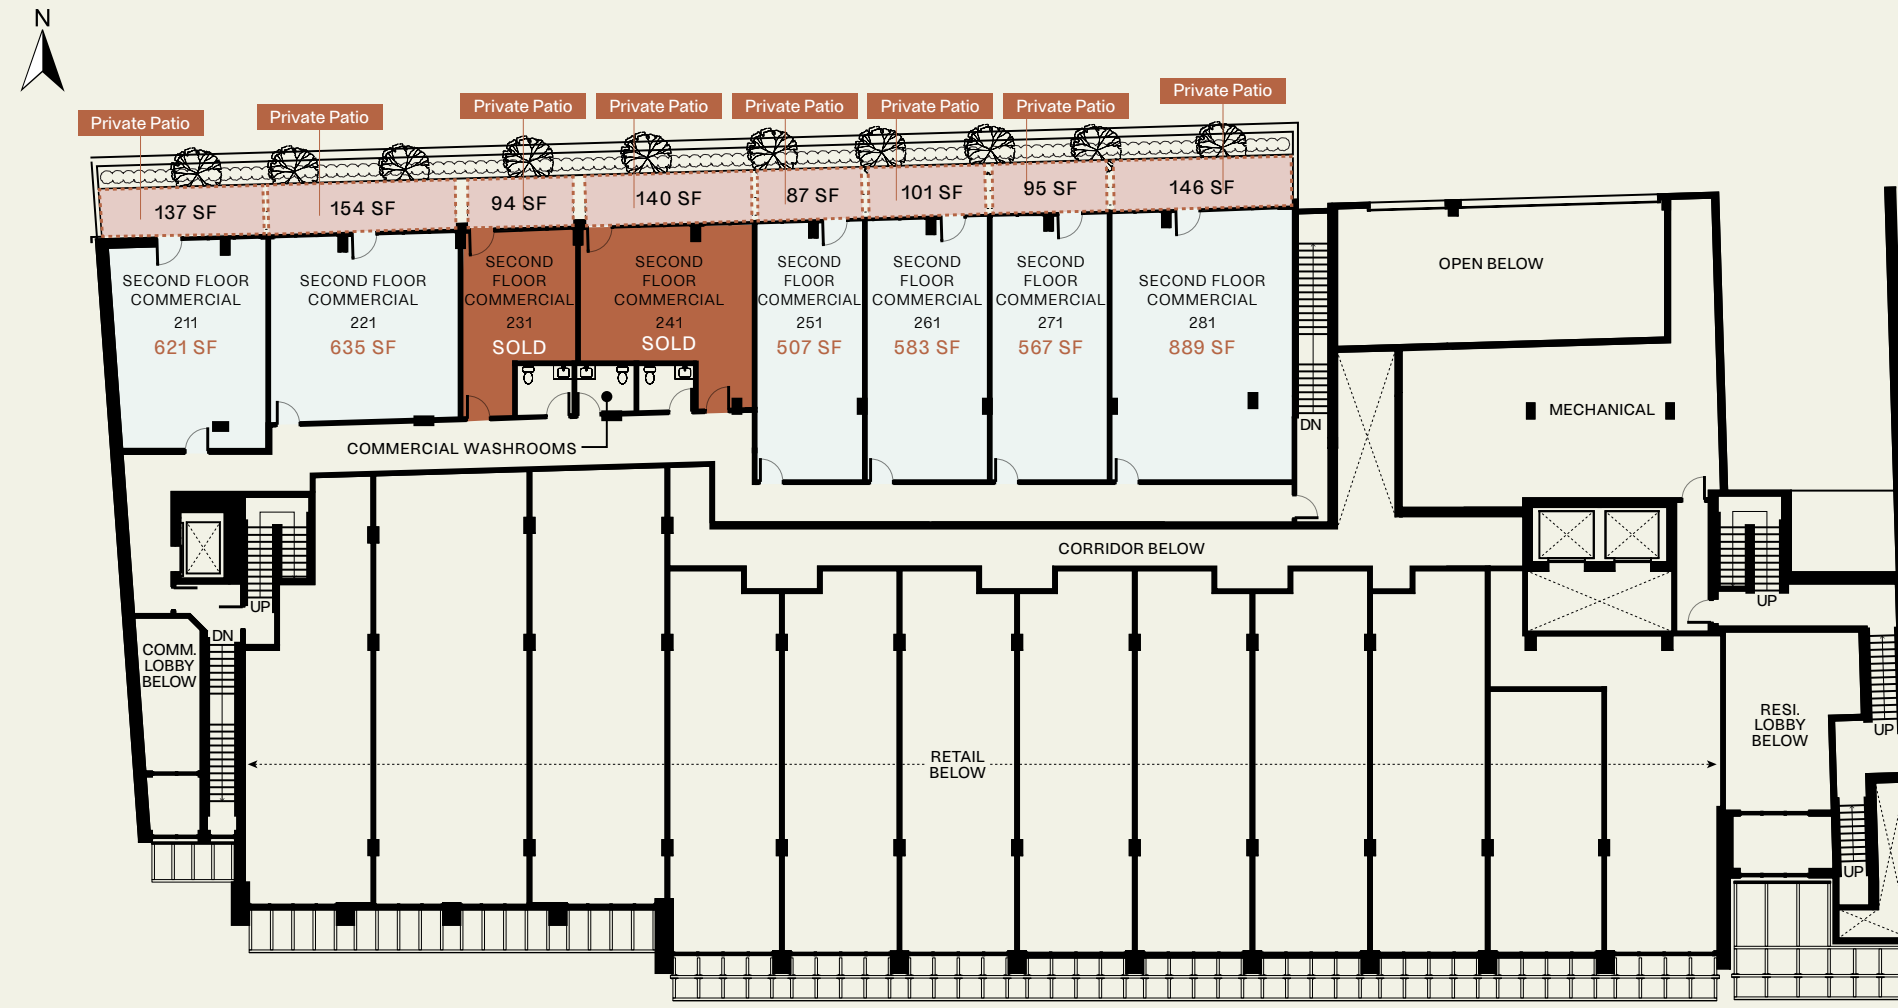 N
Private Patio
Private Patio
Private Patio
Private Patio
Private Patio
Private Patio
Private Patio
Private Patio
137 SF
154 SF
94 SF
140 SF
87 SF
101 SF
95 SF
146 SF
SECOND FLOOR
COMMERCIAL
211
621 SF
SECOND FLOOR
COMMERCIAL
221
635 SF
SECOND
FLOOR
COMMERCIAL
231
SOLD
SECOND
FLOOR
COMMERCIAL
241
SOLD
SECOND
FLOOR
COMMERCIAL
251
507 SF
SECOND
FLOOR
COMMERCIAL
261
583 SF
SECOND
FLOOR
COMMERCIAL
271
567 SF
SECOND FLOOR
COMMERCIAL
281
889 SF
OPEN BELOW
MECHANICAL
DN
COMMERCIAL WASHROOMS
CORRIDOR BELOW
UP
UP
DN
COMM.
LOBBY
BELOW
RESI.
LOBBY
BELOW
UP
RETAIL
BELOW
UP